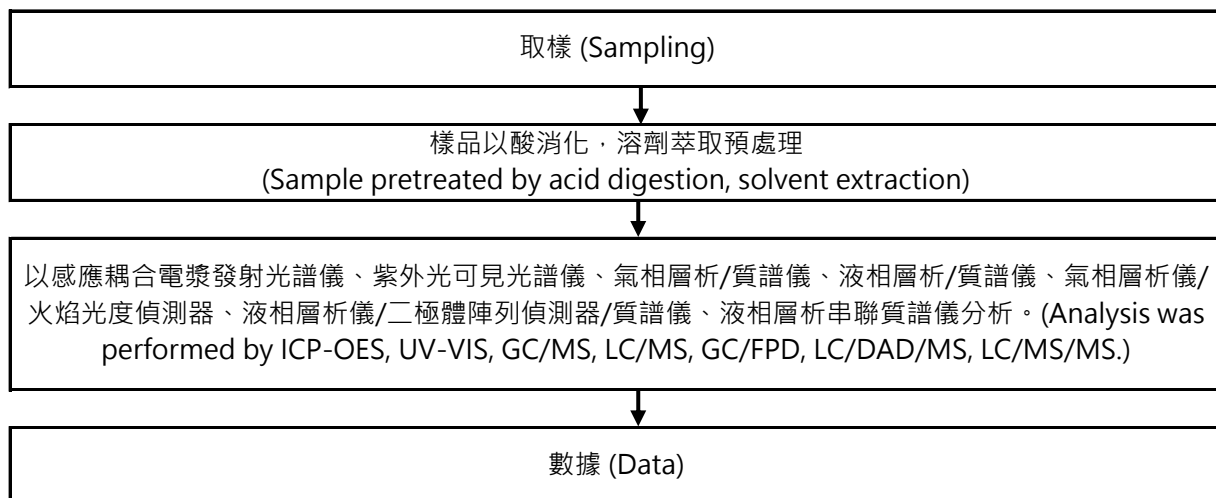 取樣 (Sampling)
樣品以酸消化，溶劑萃取預處理
(Sample pretreated by acid digestion, solvent extraction)
以感應耦合電漿發射光譜儀、紫外光可見光譜儀、氣相層析/質譜儀、液相層析/質譜儀、氣相層析儀/
火焰光度偵測器、液相層析儀/二極體陣列偵測器/質譜儀、液相層析串聯質譜儀分析。(Analysis was
performed by ICP-OES, UV-VIS, GC/MS, LC/MS, GC/FPD, LC/DAD/MS, LC/MS/MS.)
數據 (Data)